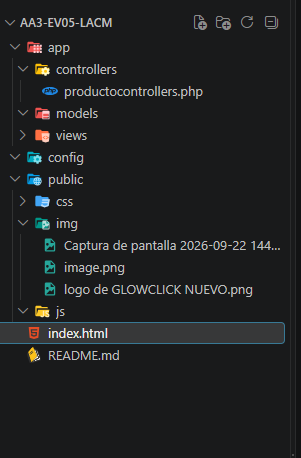 AA3-EV05-LACM
app
controllers
productocontrollers.php
models
views
config
public
css
img
Captura de pantalla 2026-09-22 144...
image.png
logo de GLOWCLICK NUEVO.png
js
index.html
README.md